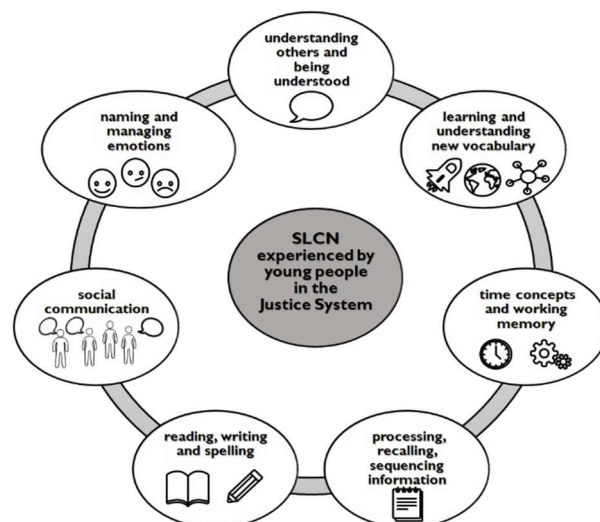 understanding
others and
being
understood
learning and
understanding
new vocabulary
time concepts
and working
memory
processing,
recalling,
sequencing
information
reading, writing
and spelling
social
communication
naming and
managing
emotions
SLCN
experienced by
young people
in the
Justice System